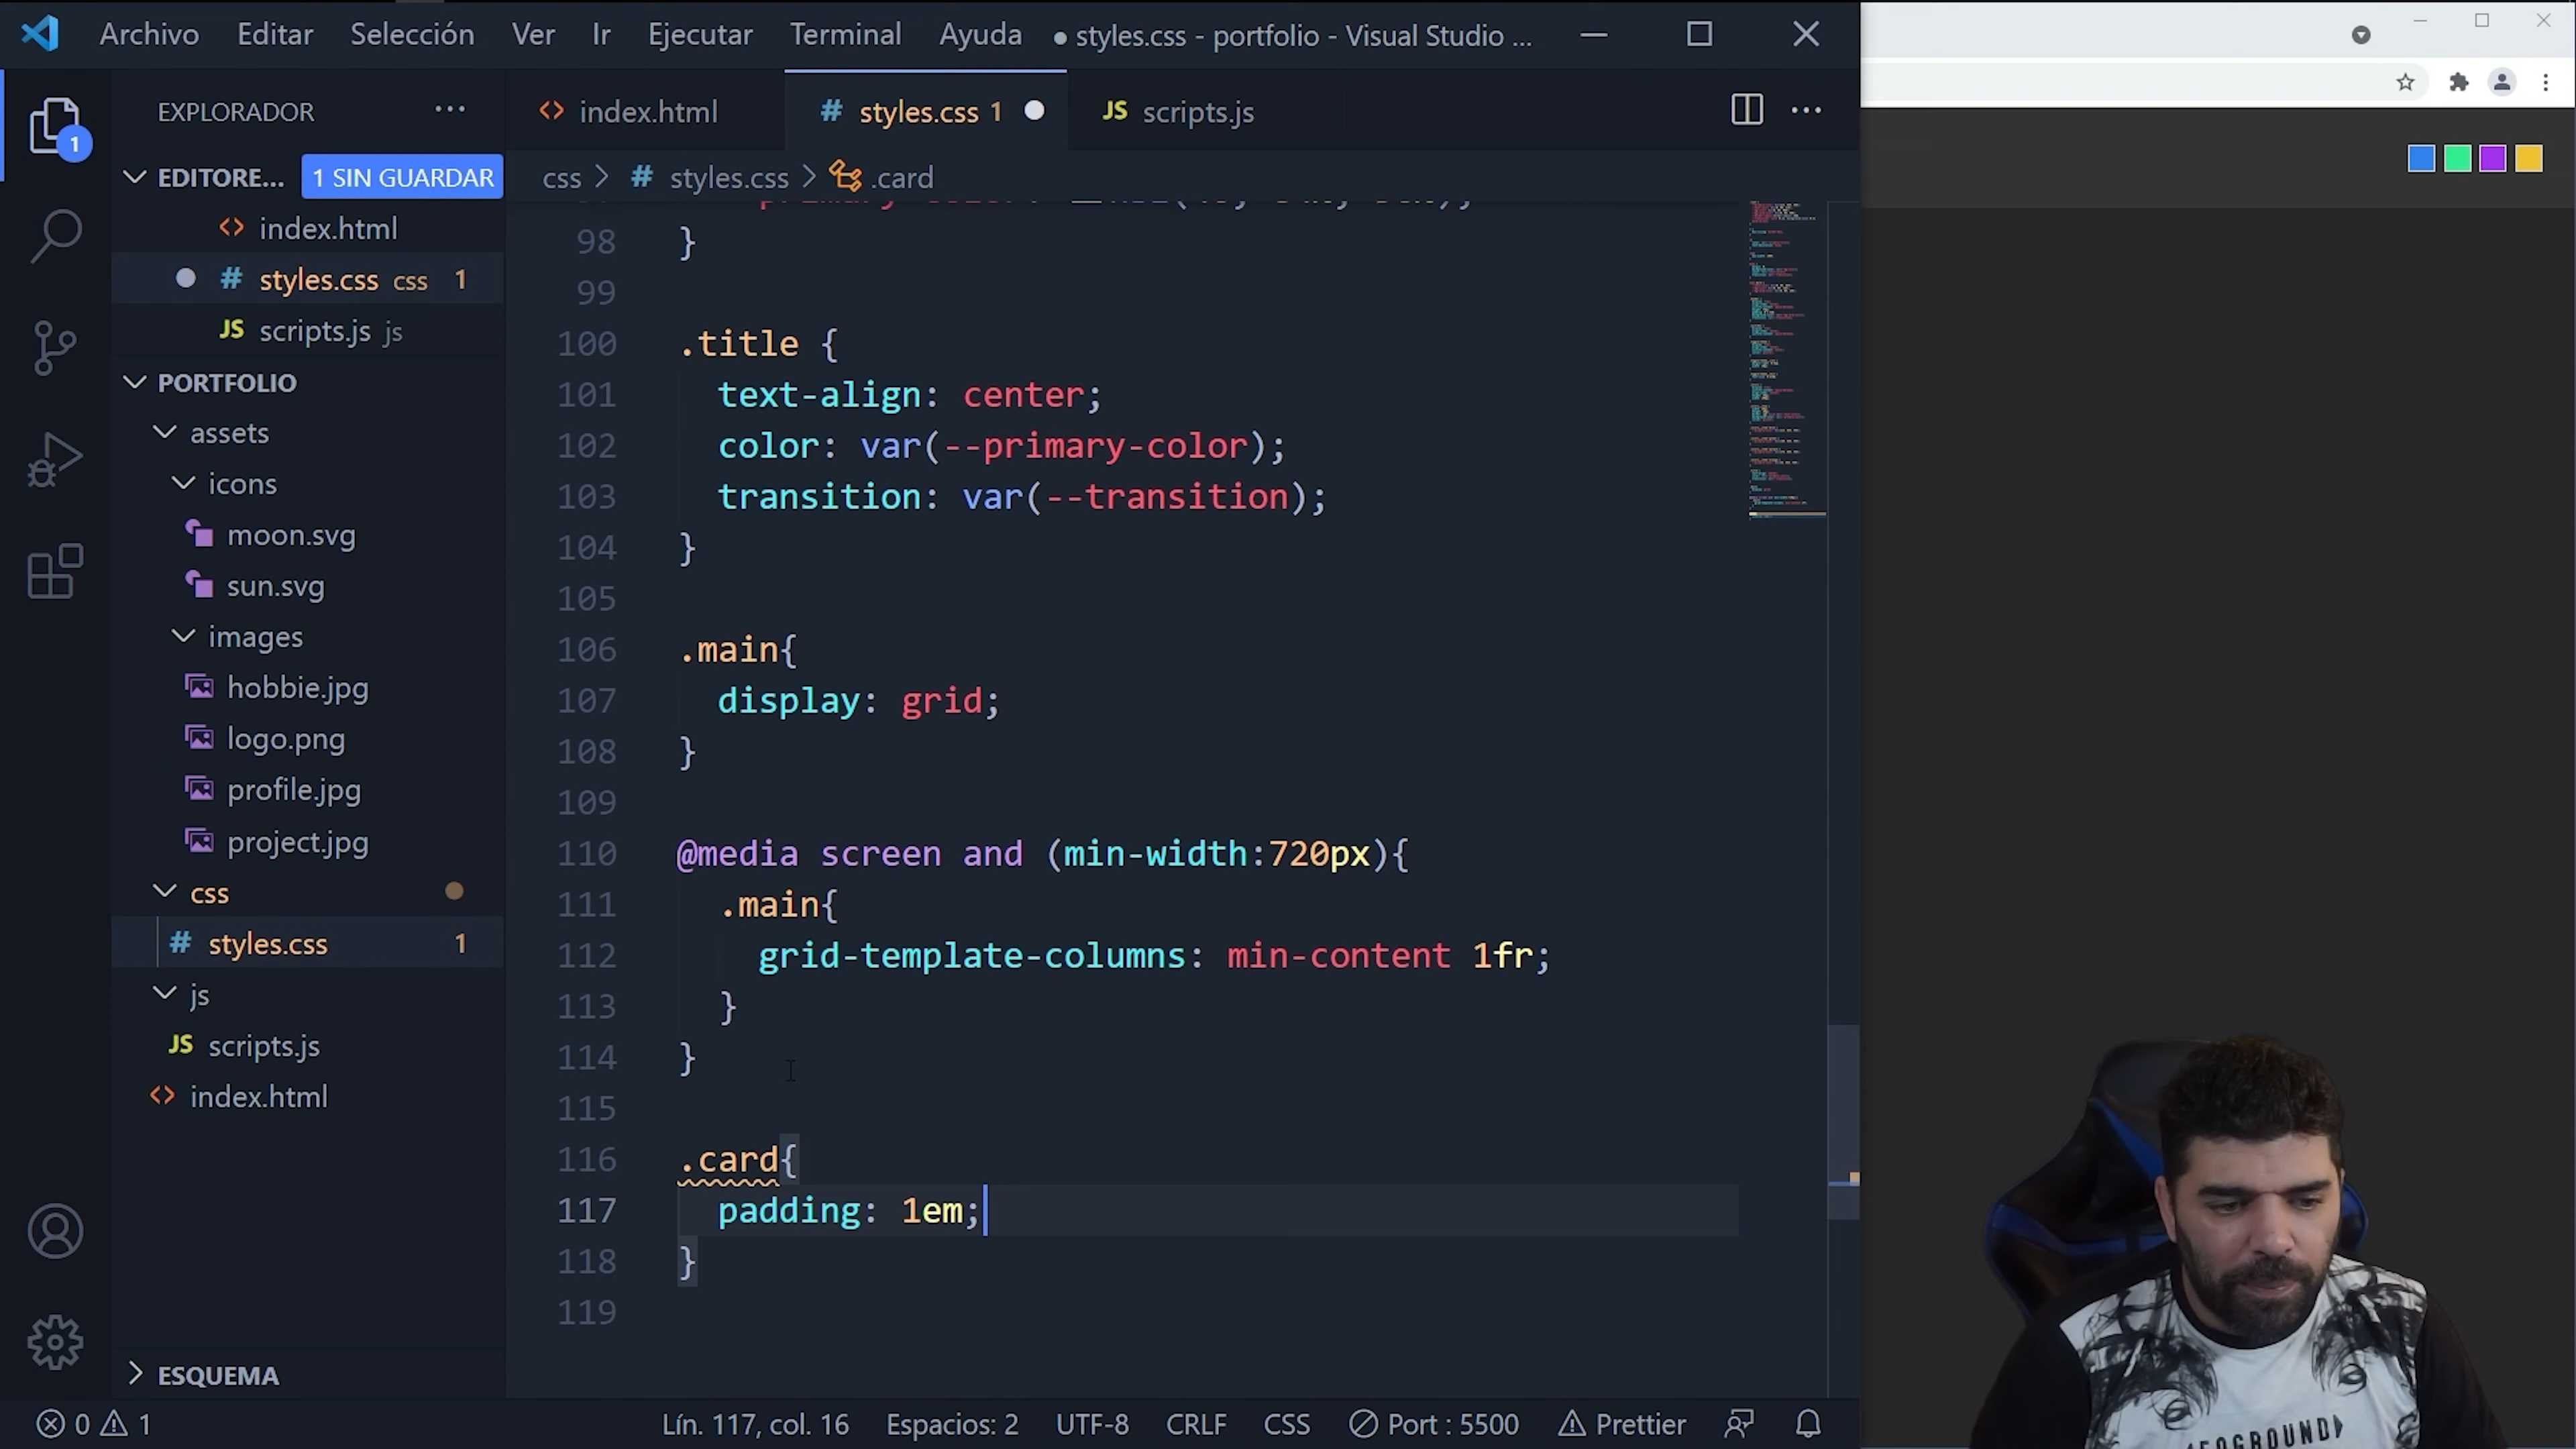 Archivo Editar Selección Ver Ir Ejecutar Terminal Ayuda ● styles.css - portfolio - Visual Studio ...
EXPLORADOR
EDITORE... 1 SIN GUARDAR
index.html
styles.css css 1
scripts.js js
PORTFOLIO
assets
icons
moon.svg
sun.svg
images
hobbie.jpg
logo.png
profile.jpg
project.jpg
css
styles.css 1
js
scripts.js
index.html
ESQUEMA
index.html styles.css 1 scripts.js
css > styles.css > .card
98 }
99
100 .title {
101 text-align: center;
102 color: var(--primary-color);
103 transition: var(--transition);
104 }
105
106 .main{
107 display: grid;
108 }
109
110 @media screen and (min-width:720px){
111 .main{
112 grid-template-columns: min-content 1fr;
113 }
114 }
115
116 .card{
117 padding: 1em;
118 }
119
0 1 Lín. 117, col. 16 Espacios: 2 UTF-8 CRLF CSS Port : 5500 Prettier